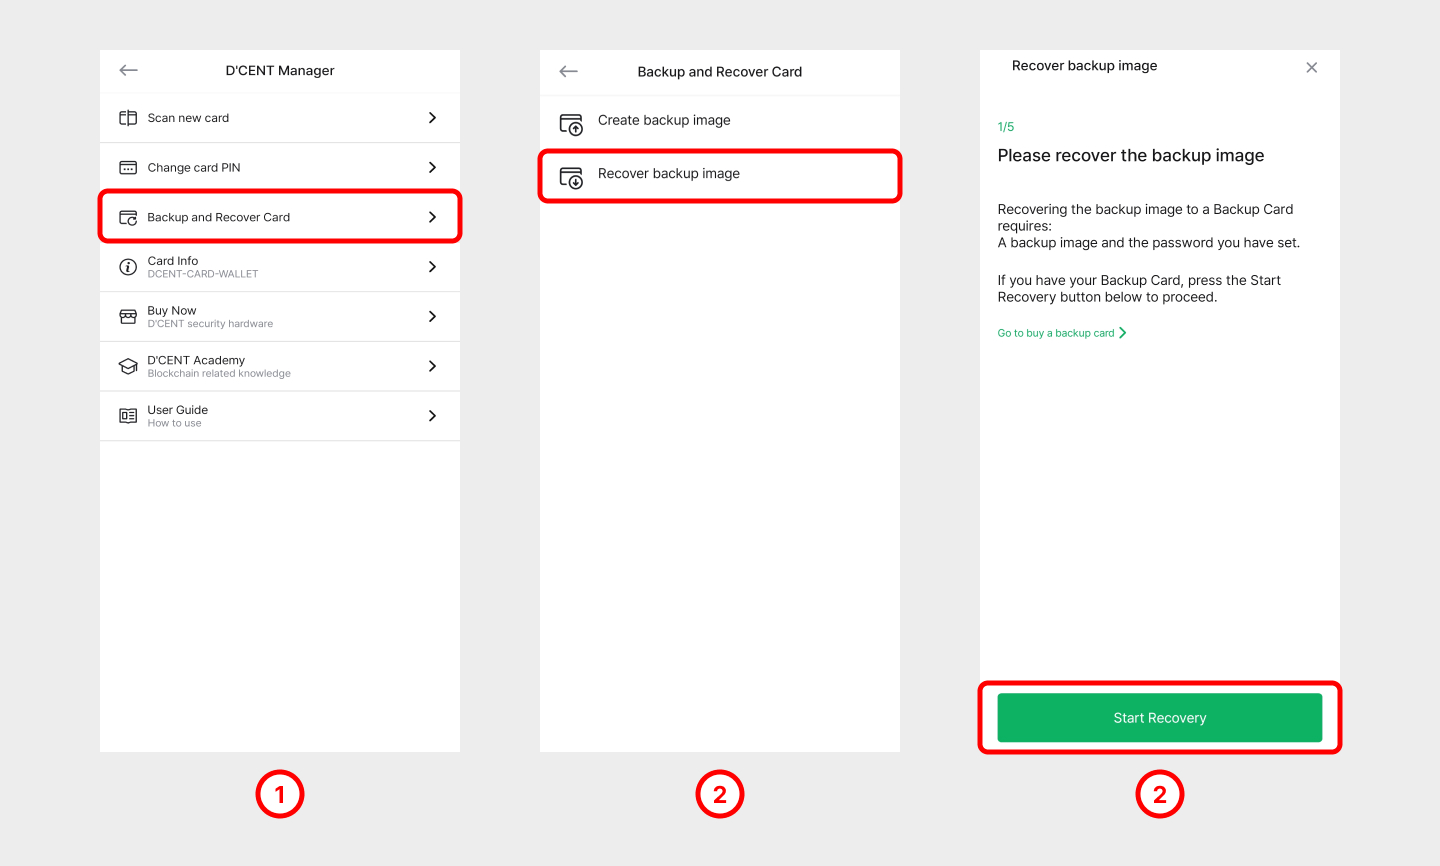 D'CENT Manager
Scan new card
Change card PIN
Backup and Recover Card
Card Info
DCENT-CARD-WALLET
Buy Now
D'CENT security hardware
D'CENT Academy
Blockchain related knowledge
User Guide
How to use
1
Backup and Recover Card
Create backup image
Recover backup image
2
Recover backup image
1/5
Please recover the backup image
Recovering the backup image to a Backup Card
requires:
A backup image and the password you have set.
If you have your Backup Card, press the Start
Recovery button below to proceed.
Go to buy a backup card
Start Recovery
2